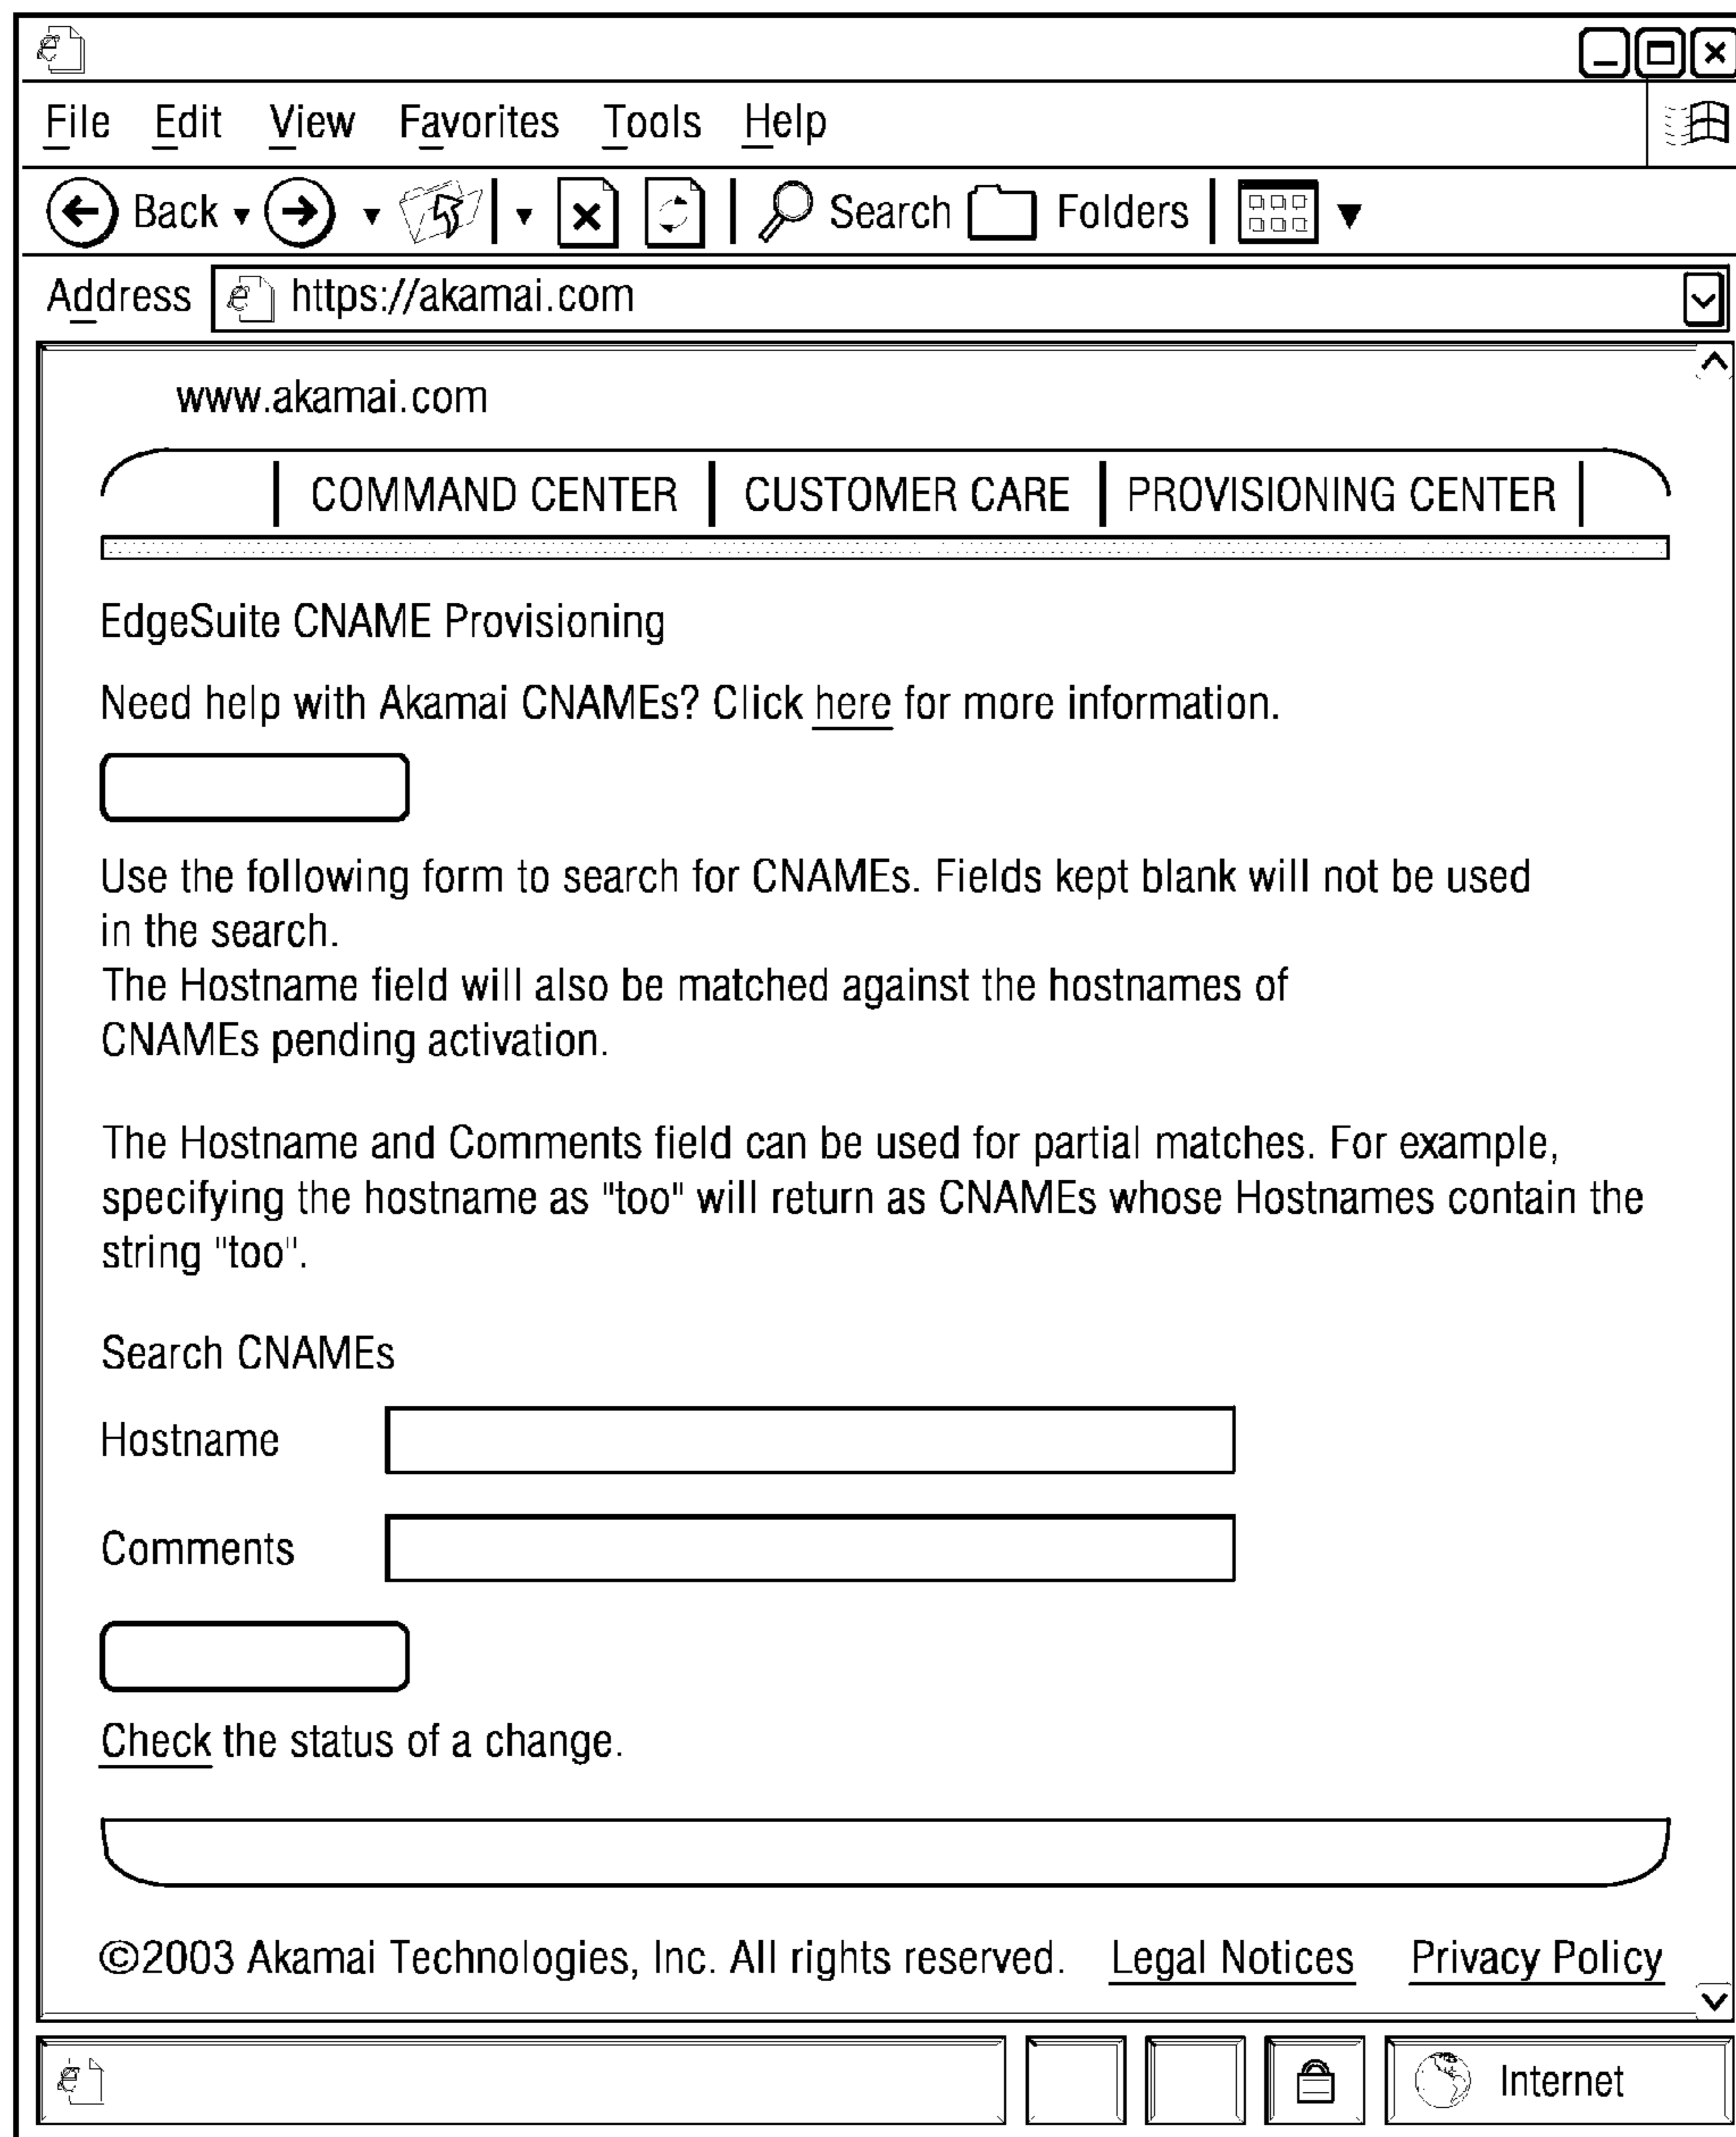 File Edit View Favorites Tools Help
Back Search Folders
Address https://akamai.com
www.akamai.com
COMMAND CENTER CUSTOMER CARE PROVISIONING CENTER
EdgeSuite CNAME Provisioning
Need help with Akamai CNAMEs? Click here for more information.
Use the following form to search for CNAMEs. Fields kept blank will not be used
in the search.
The Hostname field will also be matched against the hostnames of
CNAMEs pending activation.
The Hostname and Comments field can be used for partial matches. For example,
specifying the hostname as "too" will return as CNAMEs whose Hostnames contain the
string "too".
Search CNAMEs
Hostname
Comments
Check the status of a change.
©2003 Akamai Technologies, Inc. All rights reserved. Legal Notices Privacy Policy
Internet